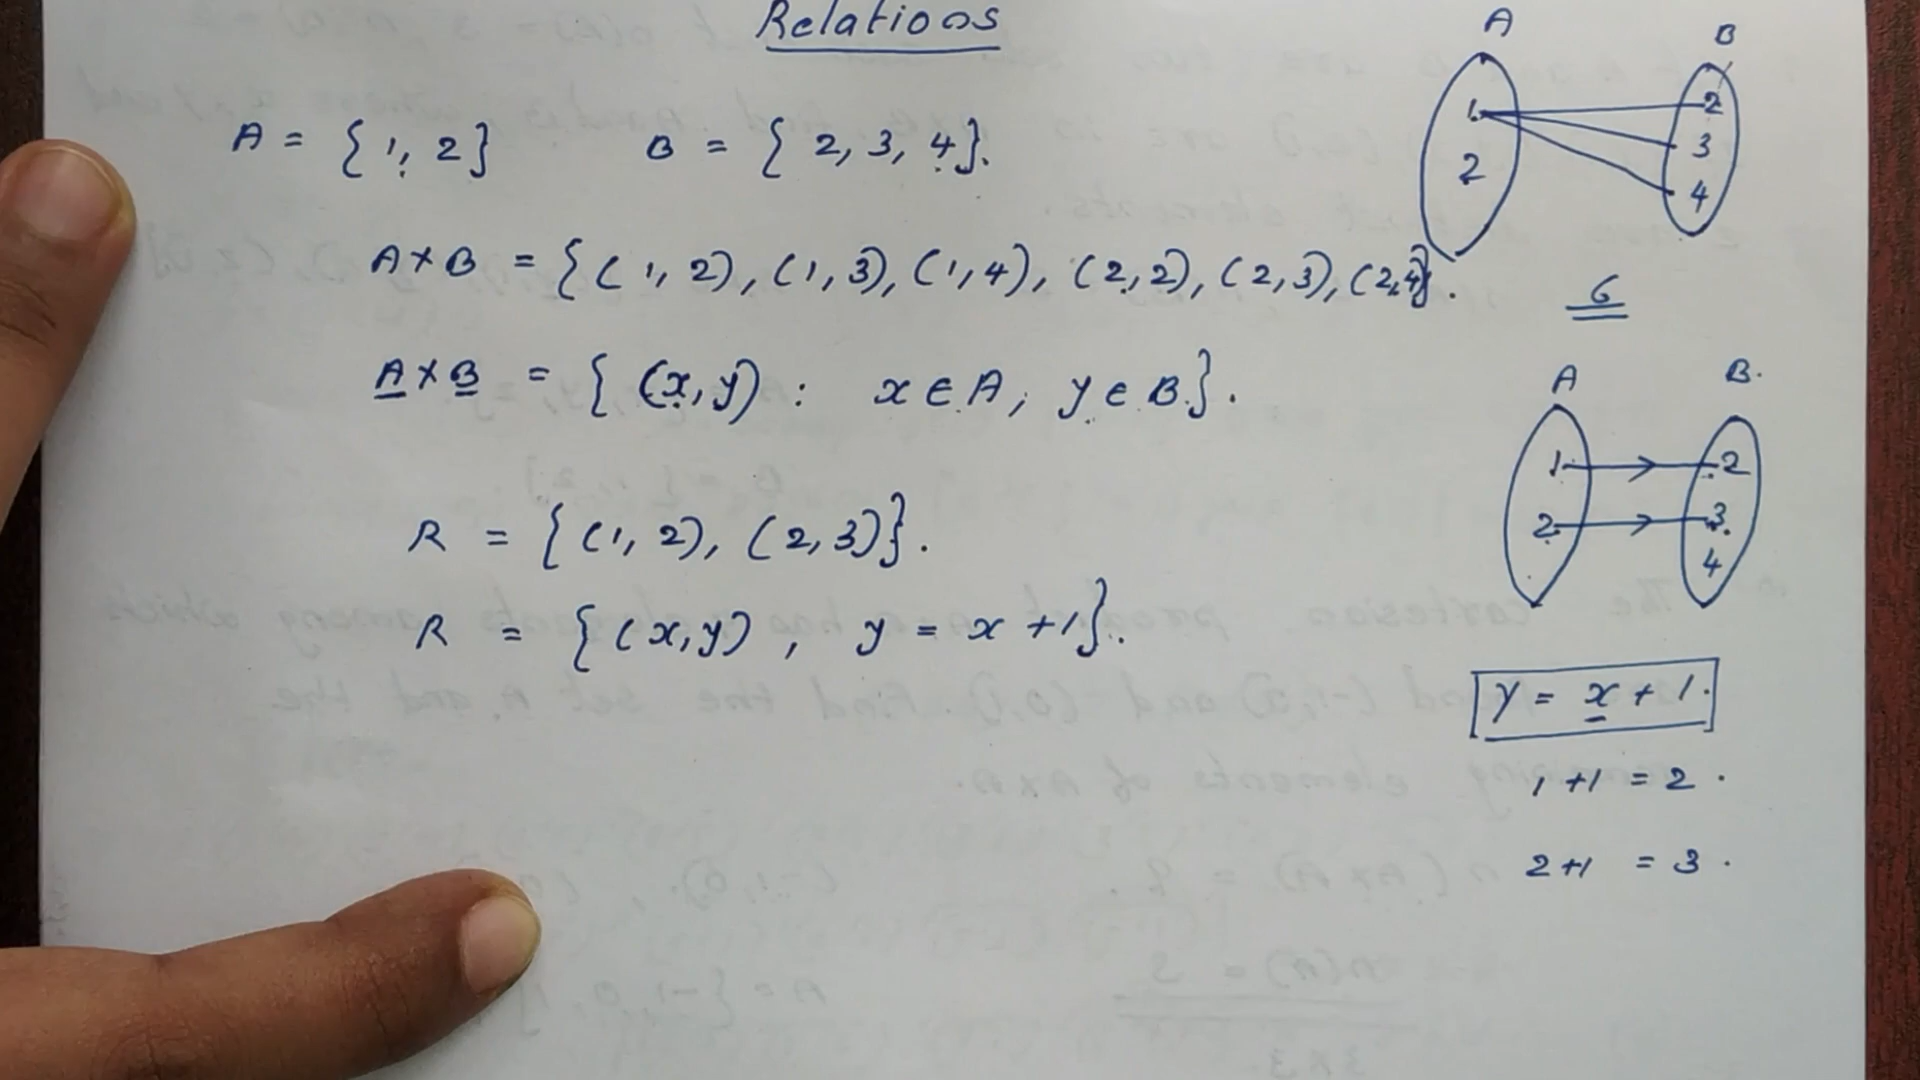 Relations
A = {1, 2} B = {2, 3, 4}.
A×B = {(1, 2), (1, 3), (1, 4), (2, 2), (2, 3), (2,4}.
A×B = {(x,y) : x ∈ A, y ∈ B}.
R = {(1, 2), (2,3)}.
R = {(x,y), y = x +1}.
A B
1 2
2 3
4
6
A B.
1 2
2 3.
4
y = x + 1.
1 +1 = 2.
2 +1 = 3.